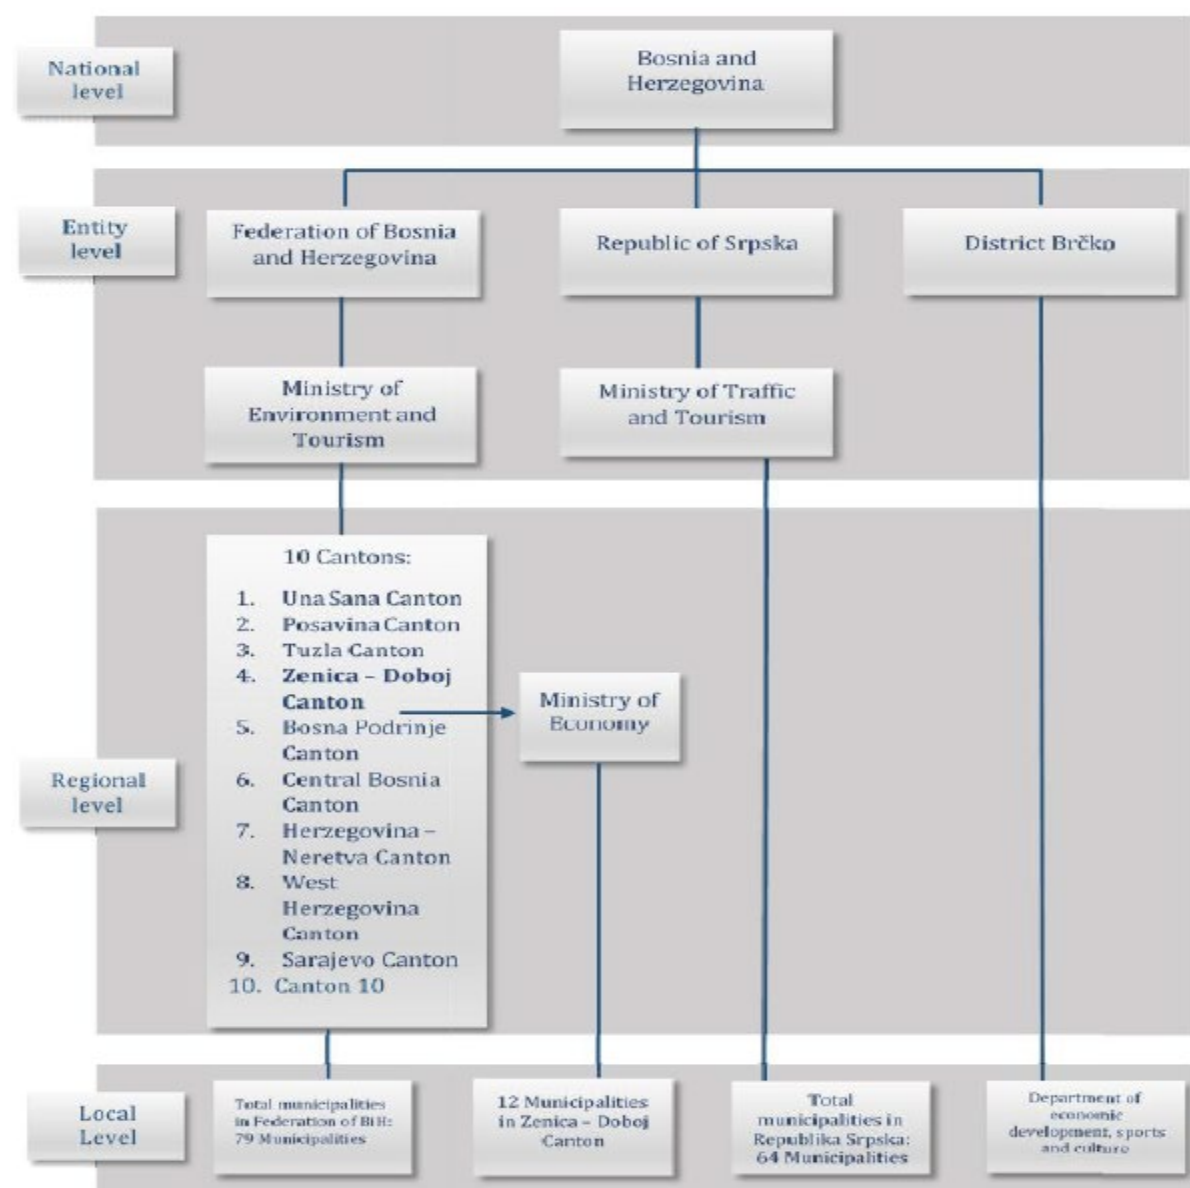 National
level
Bosnia and
Herzegovina
Entity
level
Federation of Bosnia
and Herzegovina
Republic of Srpska
District Brčko
Ministry of
Environment and
Tourism
Ministry of Traffic
and Tourism
Regional
level
10 Cantons:
1. Una Sana Canton
2. Posavina Canton
3. Tuzla Canton
4. Zenica – Doboj
Canton
5. Bosna Podrinje
Canton
6. Central Bosnia
Canton
7. Herzegovina –
Neretva Canton
8. West
Herzegovina
Canton
9. Sarajevo Canton
10. Canton 10
Ministry of
Economy
Local
Level
Total municipalities
in Federation of BiH:
79 Municipalities
12 Municipalities
in Zenica – Doboj
Canton
Total
municipalities in
Republika Srpska:
64 Municipalities
Department of
economic
development, sports
and culture